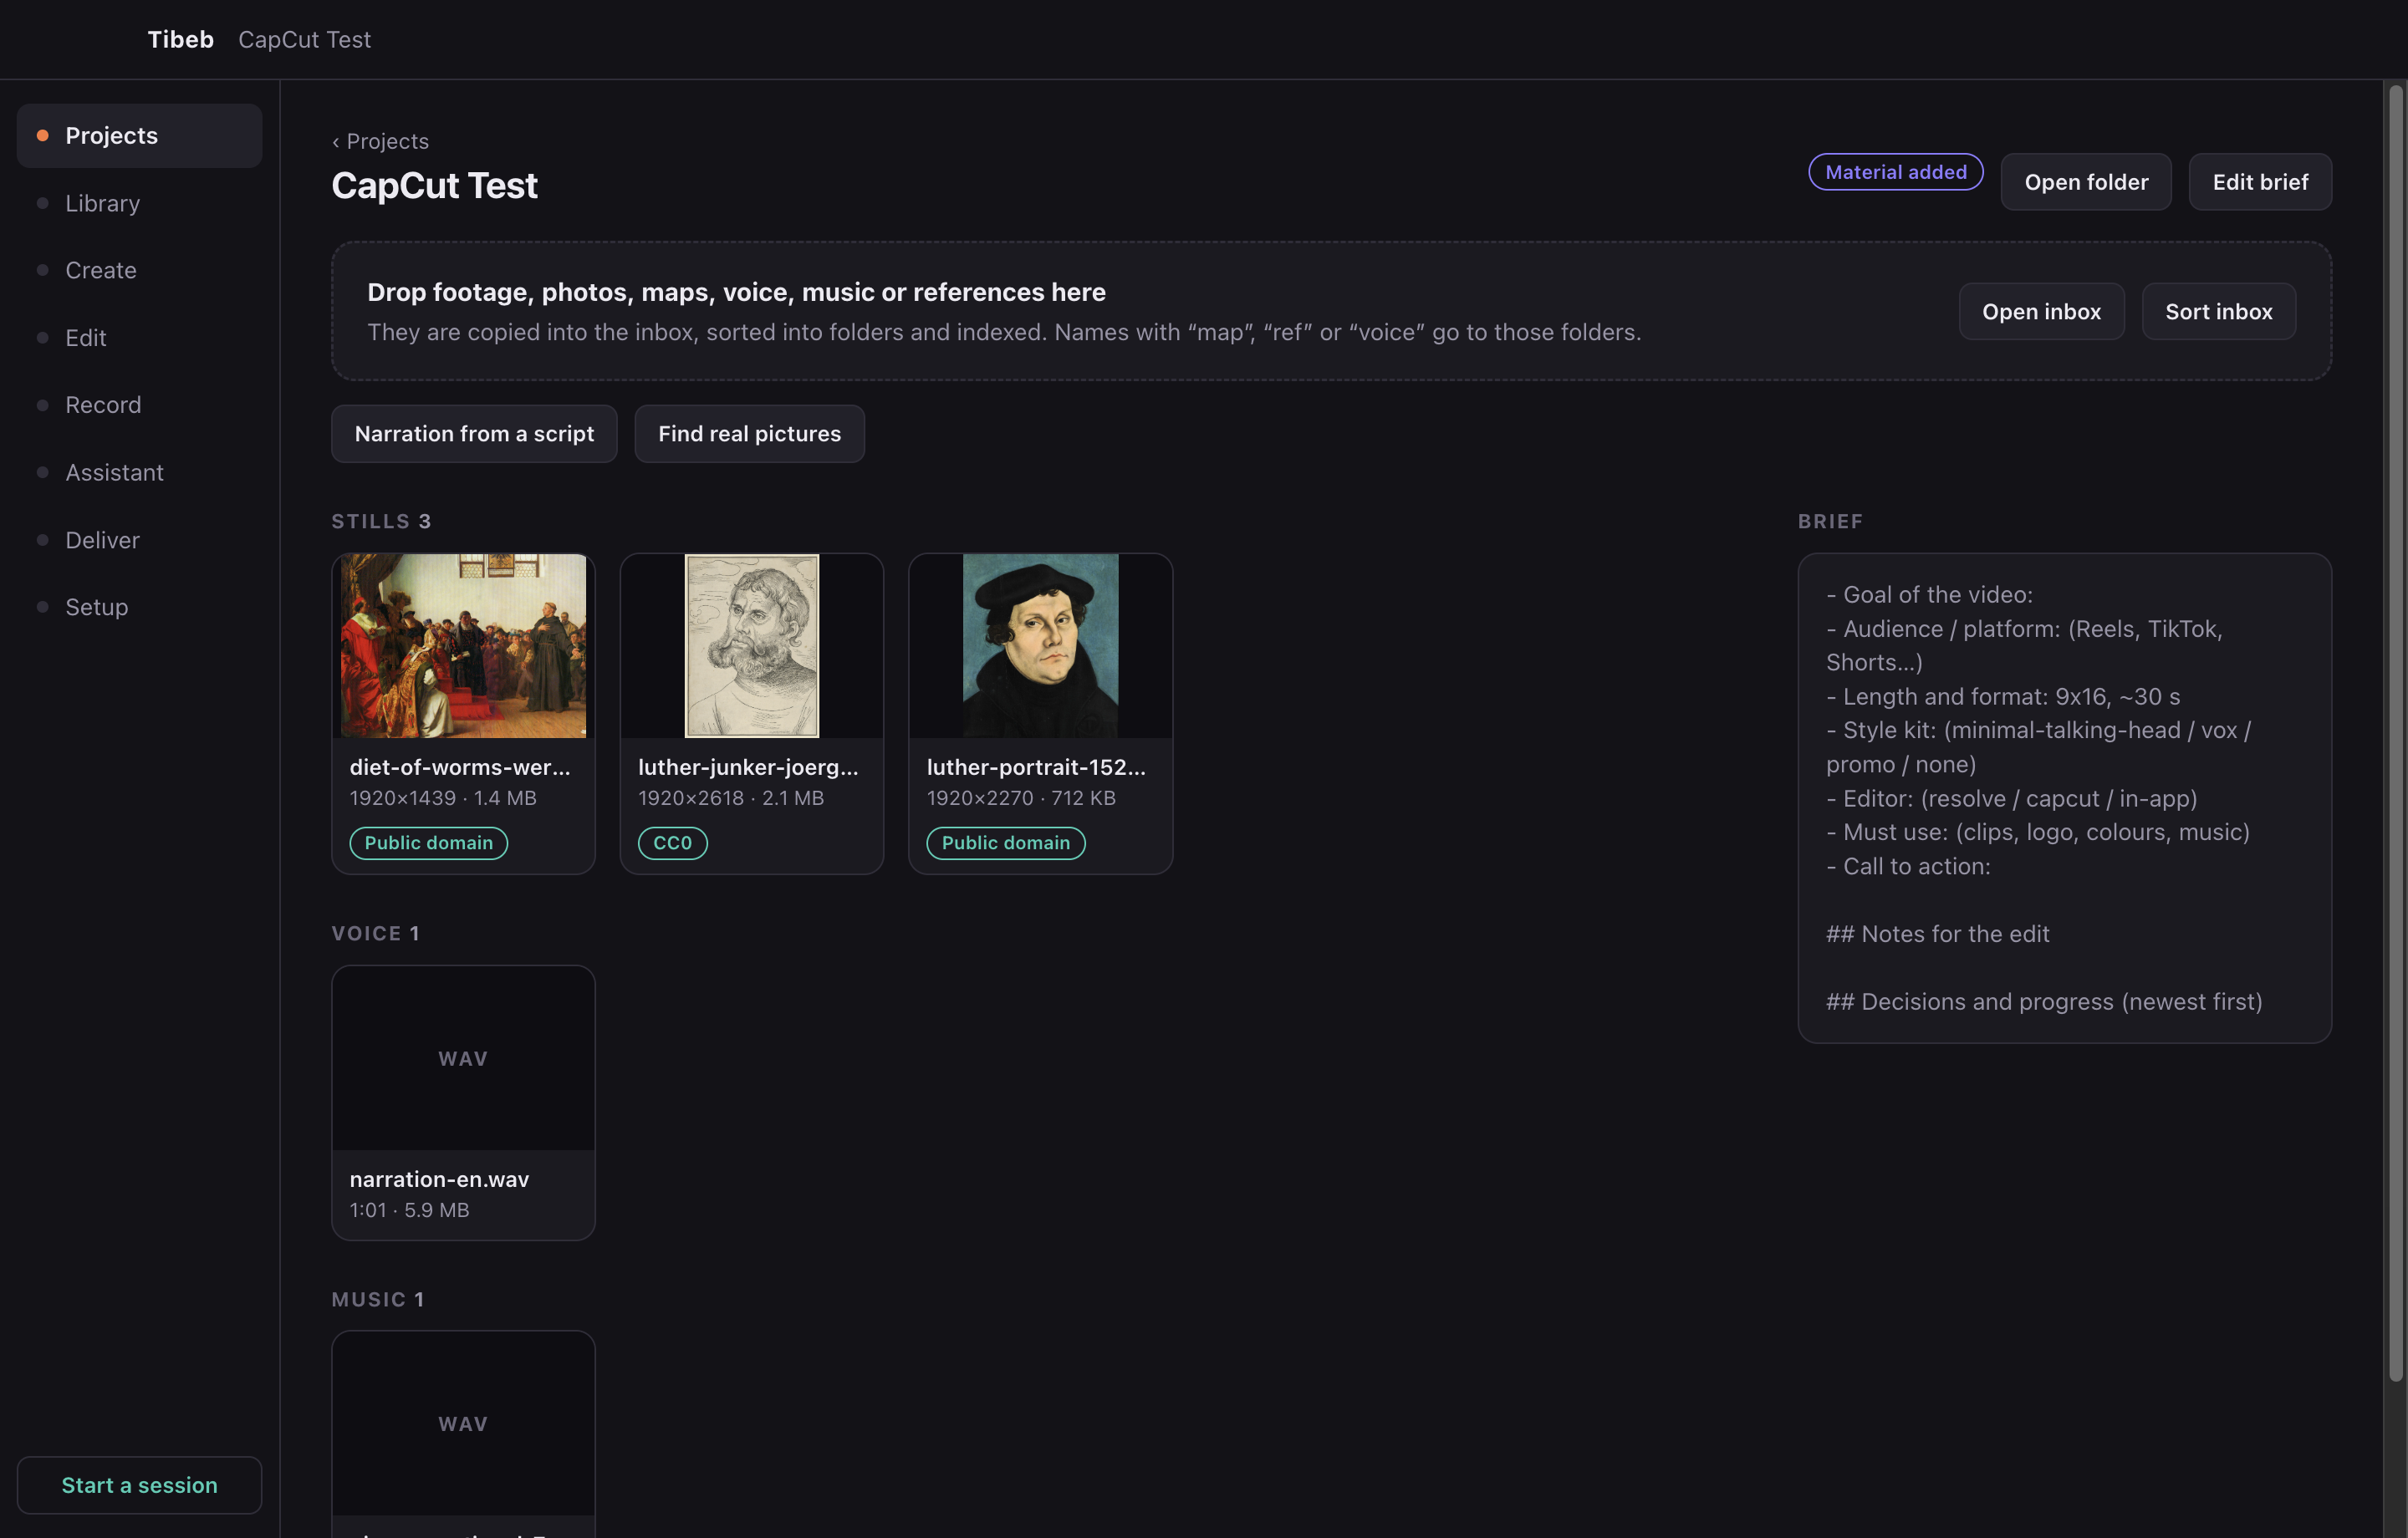 Tibeb CapCut Test
Projects
Library
Create
Edit
Record
Assistant
Deliver
Setup
Start a session
‹ Projects
CapCut Test
Material added
Open folder
Edit brief
Drop footage, photos, maps, voice, music or references here
They are copied into the inbox, sorted into folders and indexed. Names with “map”, “ref” or “voice” go to those folders.
Open inbox
Sort inbox
Narration from a script
Find real pictures
STILLS 3
diet-of-worms-wer...
1920×1439 · 1.4 MB
Public domain
luther-junker-joerg...
1920×2618 · 2.1 MB
CC0
luther-portrait-152...
1920×2270 · 712 KB
Public domain
VOICE 1
WAV
narration-en.wav
1:01 · 5.9 MB
MUSIC 1
WAV
BRIEF
- Goal of the video:
- Audience / platform: (Reels, TikTok,
Shorts...)
- Length and format: 9x16, ~30 s
- Style kit: (minimal-talking-head / vox /
promo / none)
- Editor: (resolve / capcut / in-app)
- Must use: (clips, logo, colours, music)
- Call to action:
## Notes for the edit
## Decisions and progress (newest first)